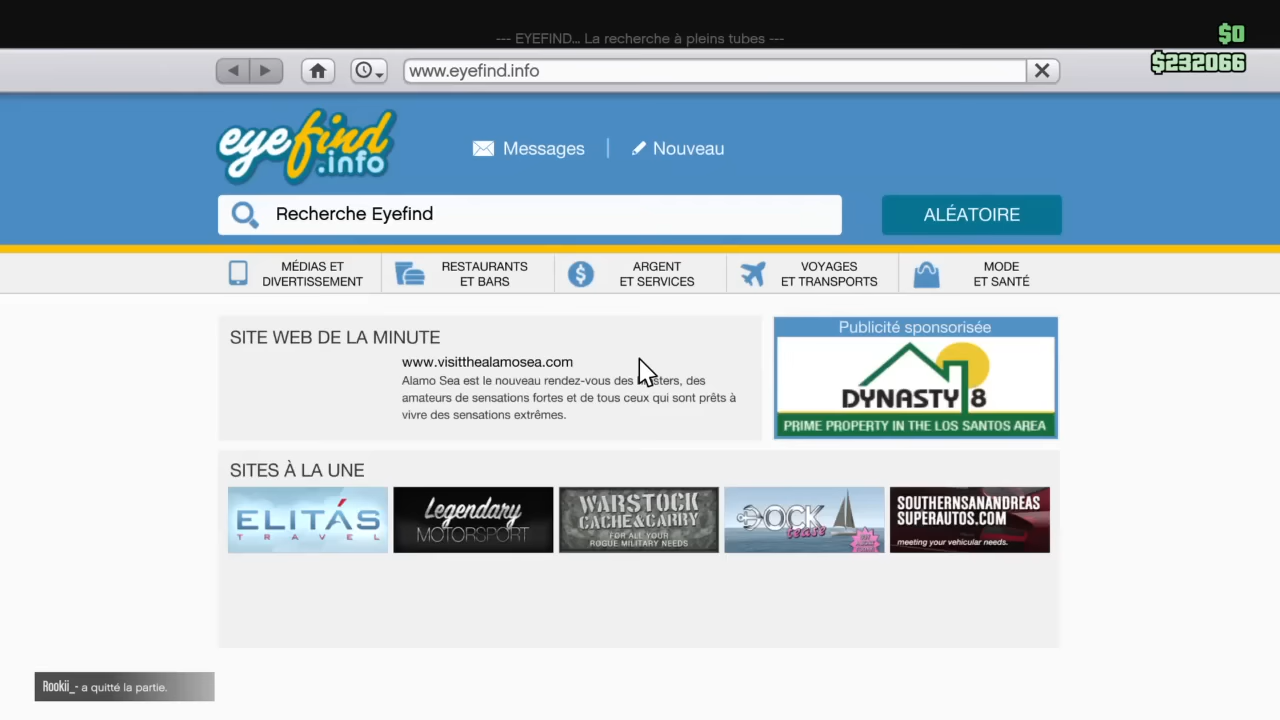 --- EYEFIND... La recherche à pleins tubes ---
$0
$232066
www.eyefind.info
eyefind
.info
Messages
Nouveau
Recherche Eyefind
ALÉATOIRE
MÉDIAS ET
DIVERTISSEMENT
RESTAURANTS
ET BARS
ARGENT
ET SERVICES
VOYAGES
ET TRANSPORTS
MODE
ET SANTÉ
SITE WEB DE LA MINUTE
www.visitthealamosea.com
Alamo Sea est le nouveau rendez-vous des hipsters, des
amateurs de sensations fortes et de tous ceux qui sont prêts à
vivre des sensations extrêmes.
Publicité sponsorisée
DYNASTY 8
PRIME PROPERTY IN THE LOS SANTOS AREA
SITES À LA UNE
ELITÁS
TRAVEL
Legendary
MOTORSPORT
WARSTOCK
CACHE&CARRY
FOR ALL YOUR
ROGUE MILITARY NEEDS
DOCK
tease
SOUTHERNSANANDREAS
SUPERAUTOS.COM
meeting your vehicular needs.
Rookii_- a quitté la partie.